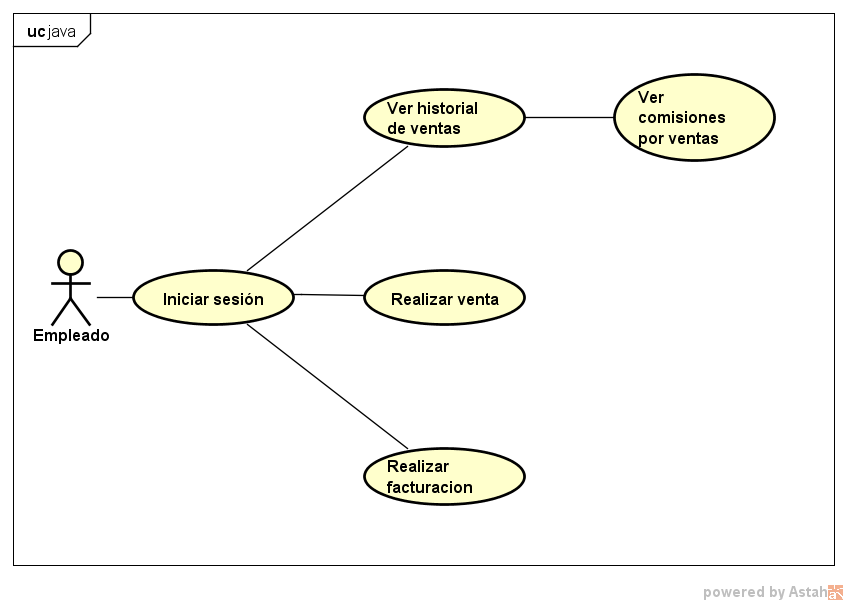 uc java
Ver historial
de ventas
Ver
comisiones
por ventas
Empleado
Iniciar sesión
Realizar venta
Realizar
facturacion
powered by Astah